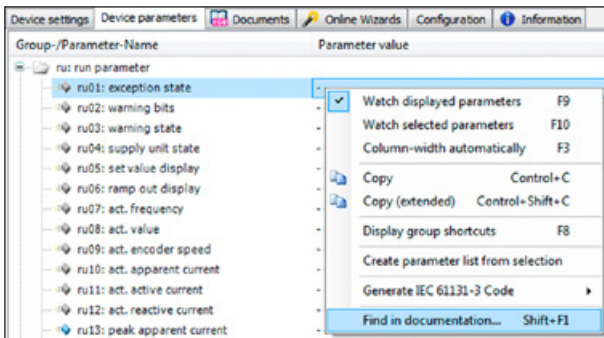 Device settings Device parameters Documents Online Wizards Configuration Information
Group-/Parameter-Name Parameter value
ru: run parameter
ru01: exception state -
ru02: warning bits -
ru03: warning state -
ru04: supply unit state -
ru05: set value display -
ru06: ramp out display -
ru07: act. frequency -
ru08: act. value -
ru09: act. encoder speed -
ru10: act. apparent current -
ru11: act. active current -
ru12: act. reactive current -
ru13: peak apparent current -
Watch displayed parameters F9
Watch selected parameters F10
Column-width automatically F3
Copy Control+C
Copy (extended) Control+Shift+C
Display group shortcuts F8
Create parameter list from selection
Generate IEC 61131-3 Code
Find in documentation... Shift+F1